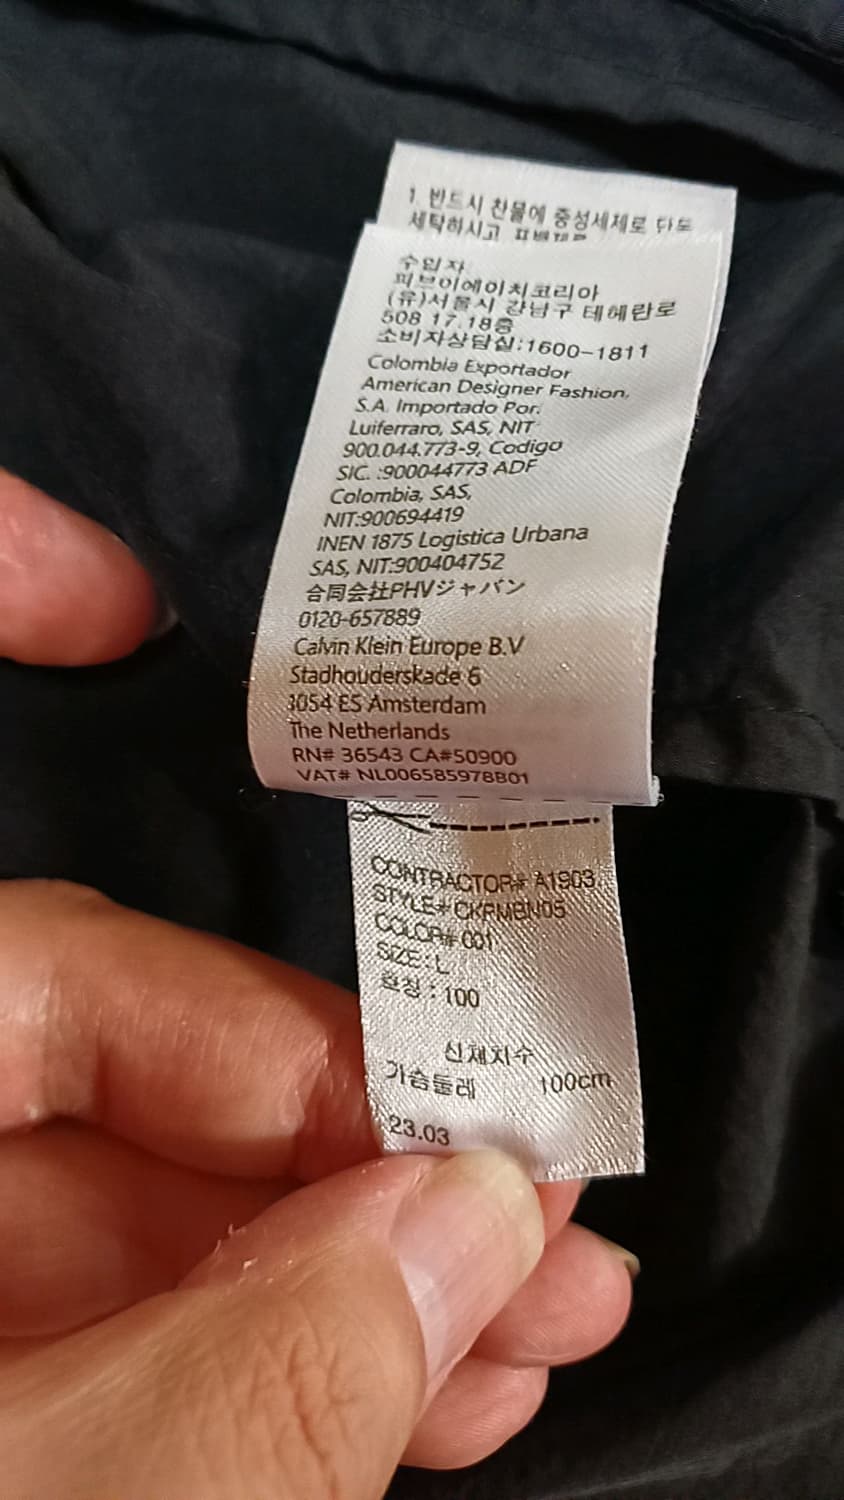 1. 반드시 찬물에 중성세제로 단도
세탁하시고 표백제를
수입자
피브이에이치코리아
(유)서울시 강남구 테헤란로
508 17.18층
소비자상담실:1600-1811
Colombia Exportador
American Designer Fashion,
S.A. Importado Por:
Luiferraro, SAS, NIT
900.044.773-9, Codigo
SIC. :900044773 ADF
Colombia, SAS,
NIT:900694419
INEN 1875 Logistica Urbana
SAS, NIT:900404752
合同会社PHVジャパン
0120-657889
Calvin Klein Europe B.V
Stadhouderskade 6
1054 ES Amsterdam
The Netherlands
RN# 36543 CA#50900
VAT# NL006585978B01
CONTRACTOR# A1903
STYLE# CKPMBN05
COLOR# 001
SIZE:L
호칭:100
신체치수
가슴둘레 100cm
23.03